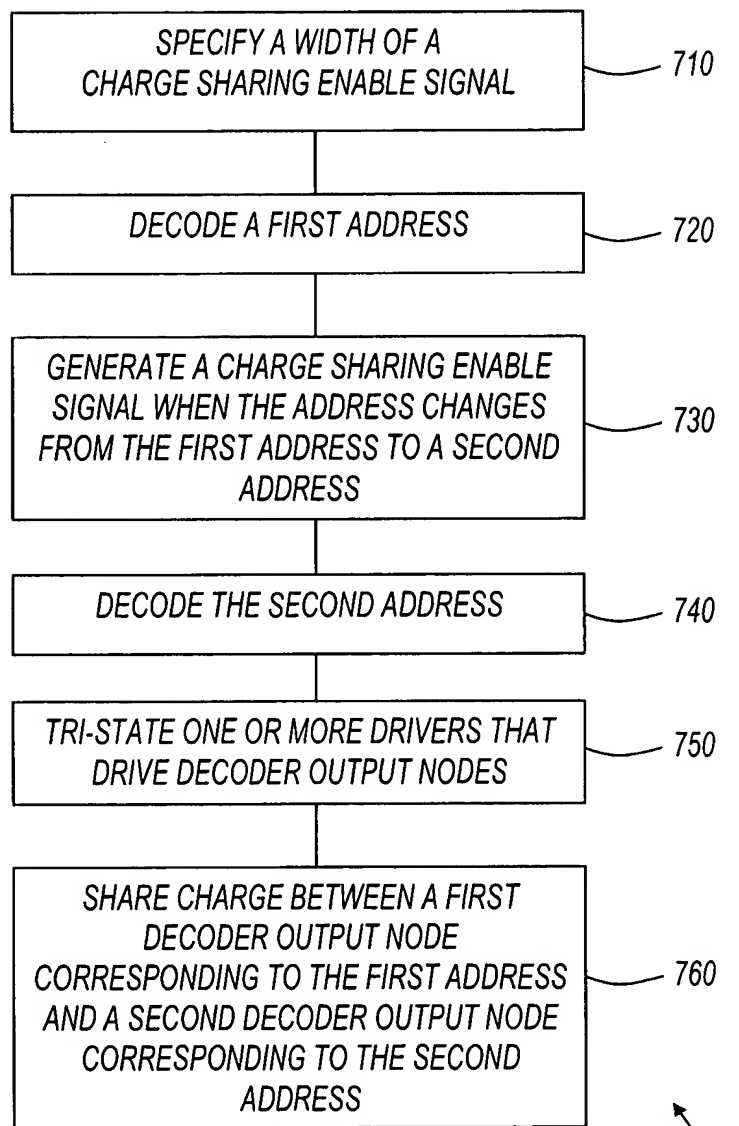 SPECIFY A WIDTH OF A
CHARGE SHARING ENABLE SIGNAL
710
DECODE A FIRST ADDRESS
720
GENERATE A CHARGE SHARING ENABLE
SIGNAL WHEN THE ADDRESS CHANGES
FROM THE FIRST ADDRESS TO A SECOND
ADDRESS
730
DECODE THE SECOND ADDRESS
740
TRI-STATE ONE OR MORE DRIVERS THAT
DRIVE DECODER OUTPUT NODES
750
SHARE CHARGE BETWEEN A FIRST
DECODER OUTPUT NODE
CORRESPONDING TO THE FIRST ADDRESS
AND A SECOND DECODER OUTPUT NODE
CORRESPONDING TO THE SECOND
ADDRESS
760